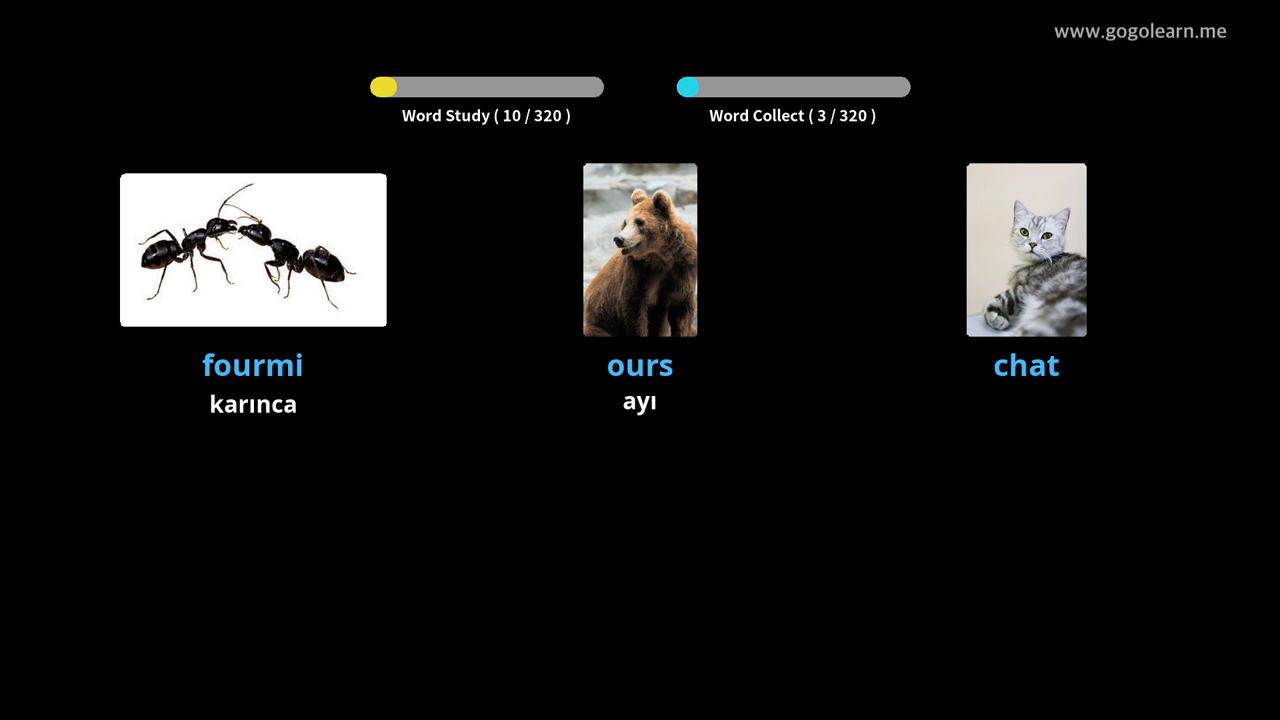 www.gogolearn.me
Word Study ( 10 / 320 )
Word Collect ( 3 / 320 )
fourmi
karınca
ours
ayı
chat